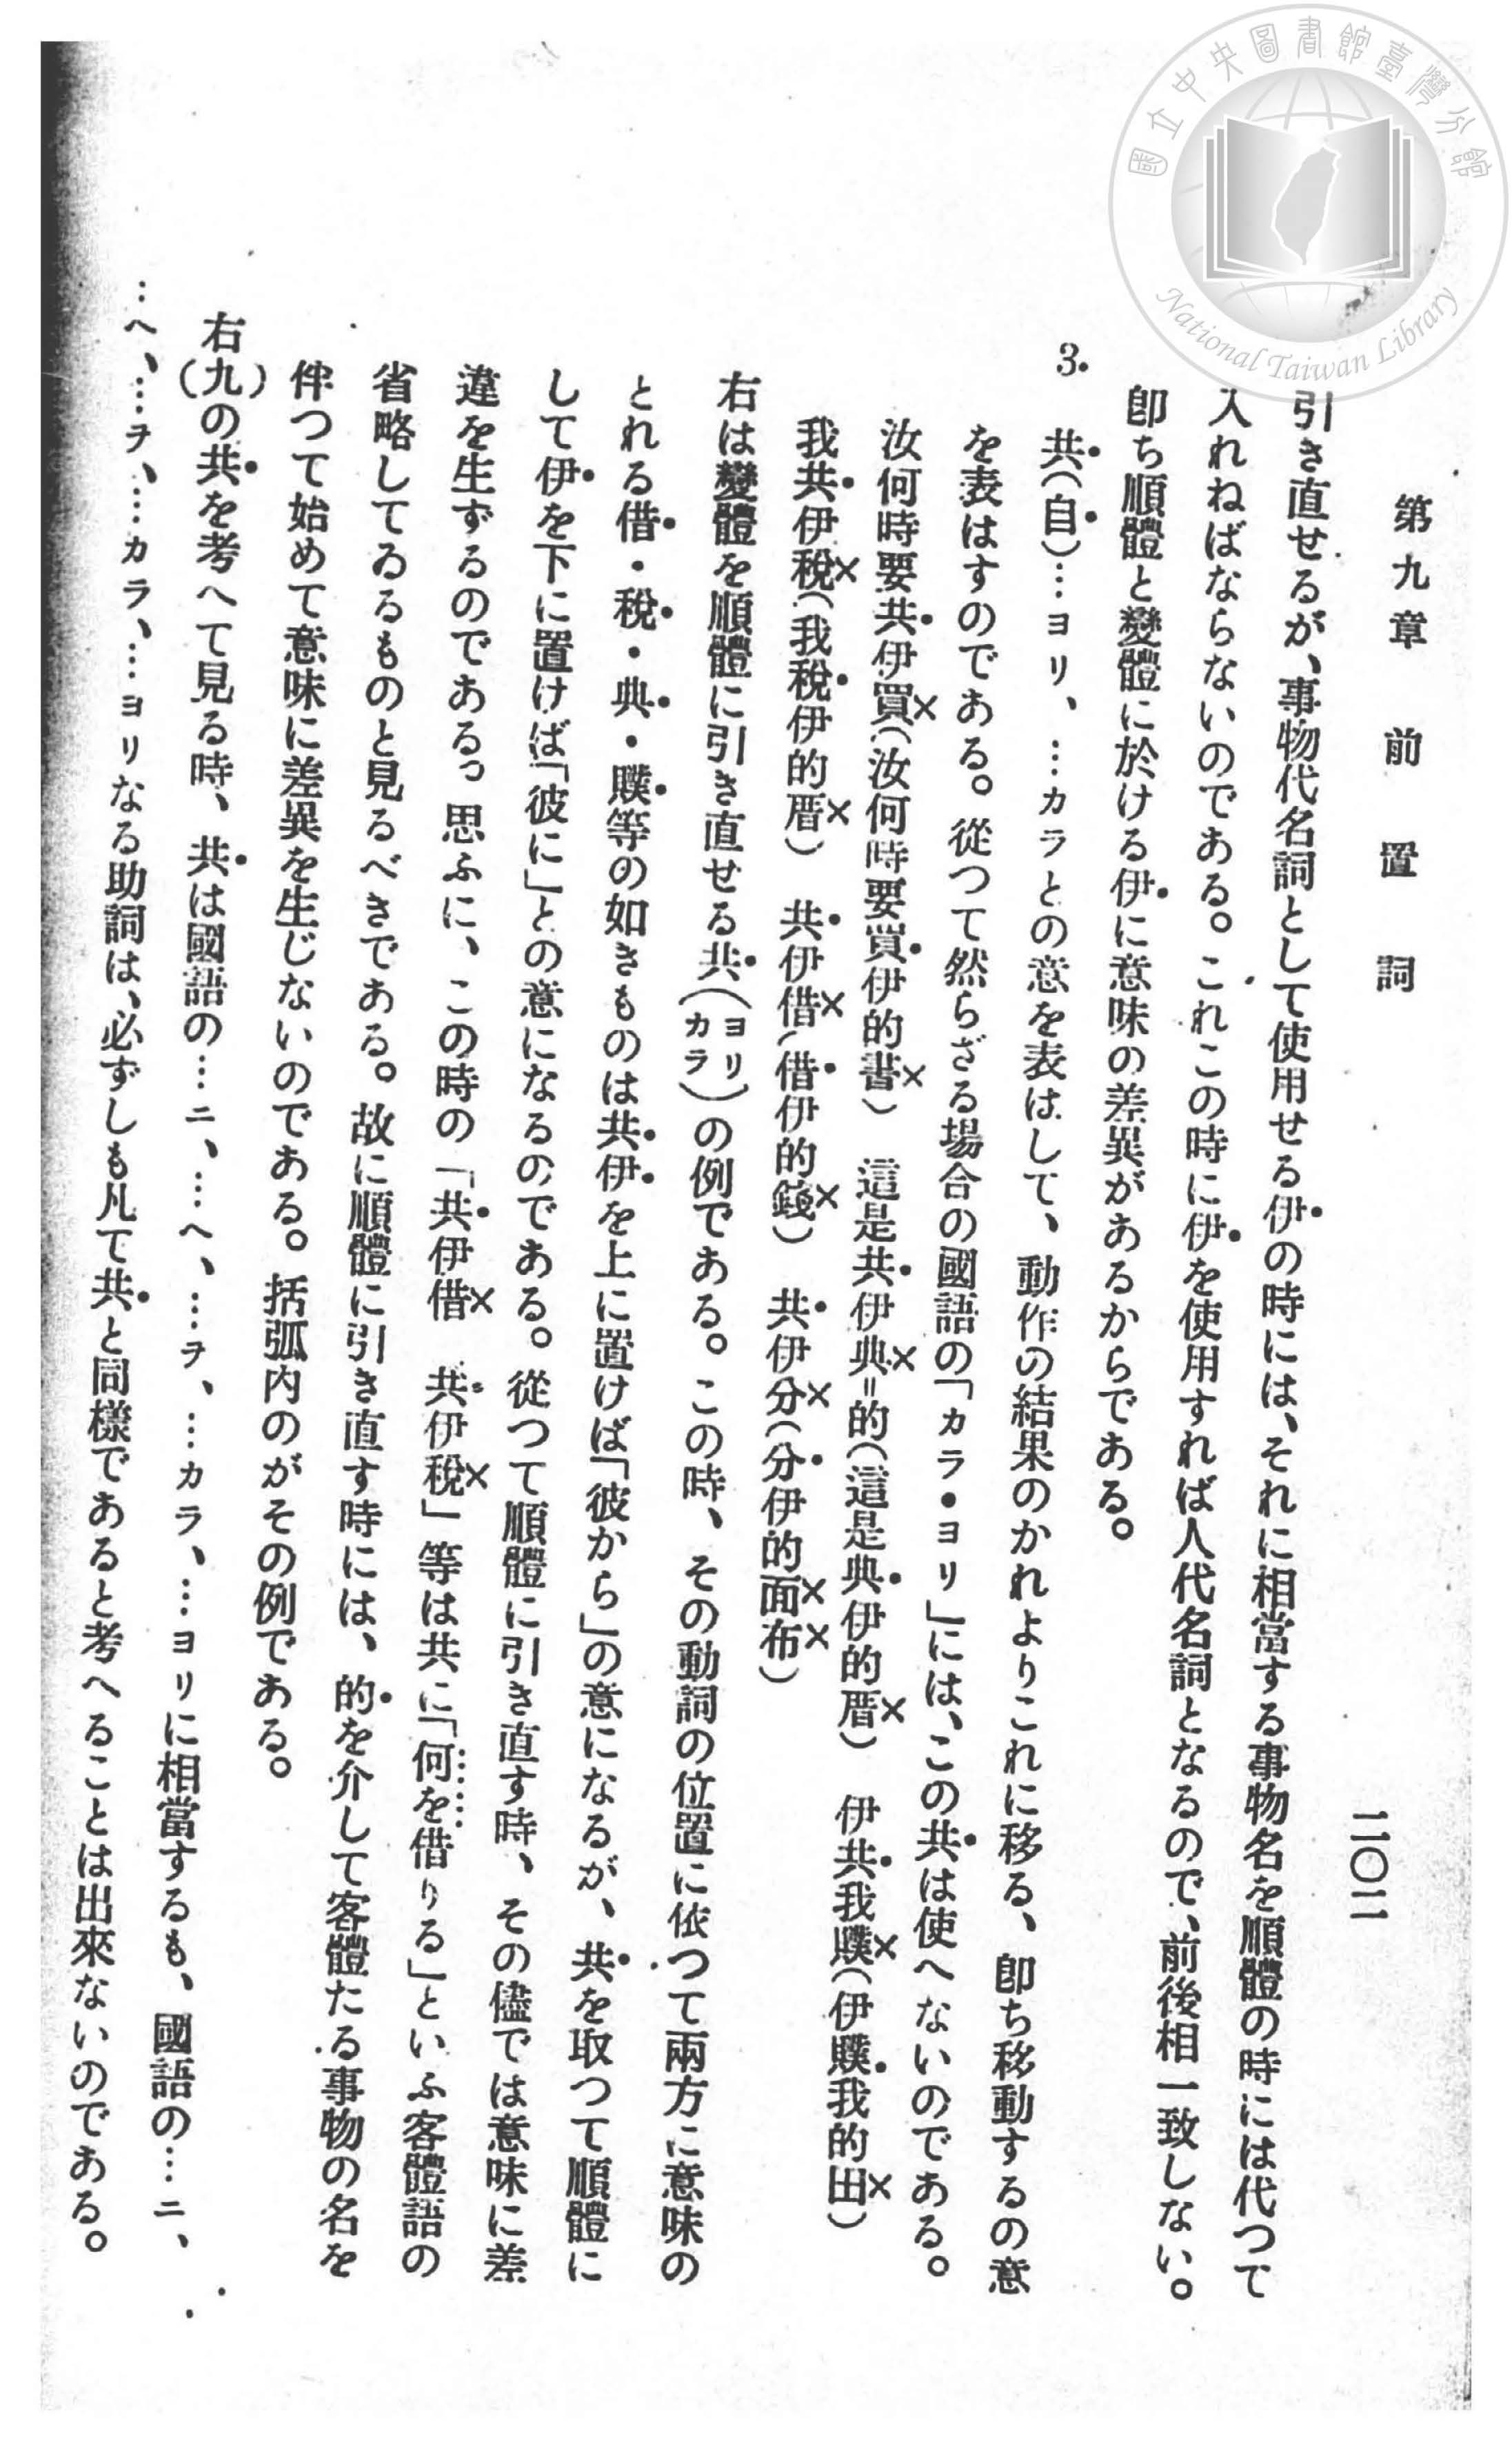 國立中央圖書館臺灣分館
National Taiwan Library
第九章 前置詞
二〇二
引き直せるが、事物代名詞として使用せる伊の時には、それに相當する事物名を順體の時には代つて
入れねばならないのである。これこの時に伊を使用すれば人代名詞となるので、前後相一致しない。
卽ち順體と變體に於ける伊に意味の差異があるからである。
3. 共(自)…ヨリ、…カラとの意を表はして、動作の結果のかれよりこれに移る、卽ち移動するの意
を表はすのである。從つて然らざる場合の國語の「カラ・ヨリ」には、この共は使へないのである。
汝何時要共伊買(汝何時要買伊的書) 這是共伊典=的(這是典伊的厝) 伊共我贌(伊贌我的田)
我共伊稅(我稅伊的厝) 共伊借(借伊的錢) 共伊分(分伊的面布)
右は變體を順體に引き直せる共(ヨリカラ)の例である。この時、その動詞の位置に依つて兩方に意味の
とれる借・稅・典・贌等の如きものは共伊を上に置けば「彼から」の意になるが、共を取つて順體に
して伊を下に置けば「彼に」との意になるのである。從つて順體に引き直す時、その儘では意味に差
違を生ずるのである。思ふに、この時の「共伊借 共伊稅」等は共に「何を借りる」といふ客體語の
省略してゐるものと見るべきである。故に順體に引き直す時には、的を介して客體たる事物の名を
伴つて始めて意味に差異を生じないのである。括弧內のがその例である。
右(九)の共を考へて見る時、共は國語の…ニ、…ヘ、…ヲ、…カラ、…ヨリに相當するも、國語の…ニ、
…ヘ、…ヲ、…カラ、…ヨリなる助詞は、必ずしも凡て共と同樣であると考へることは出來ないのである。